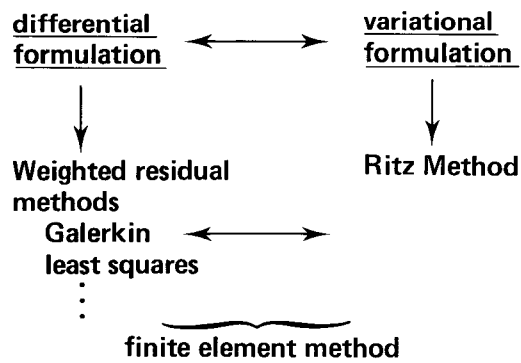 differential
formulation
variational
formulation
Weighted residual
methods
Galerkin
least squares
Ritz Method
finite element method